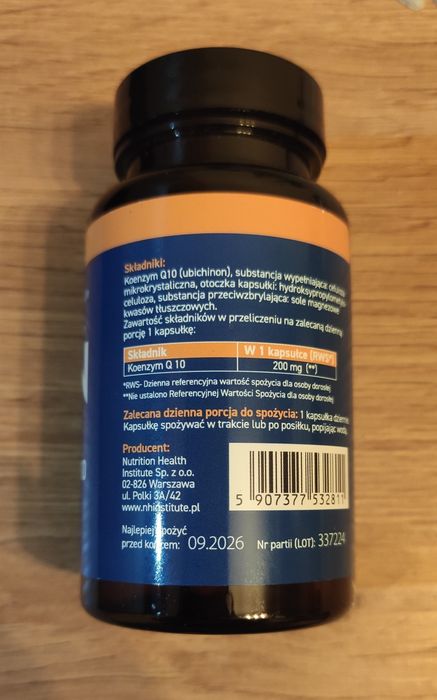 Składniki:
Koenzym Q10 (ubichinon), substancja wypełniająca: celuloza
mikrokrystaliczna, otoczka kapsułki: hydroksypropylometylo-
celuloza, substancja przeciwzbrylająca: sole magnezowe
kwasów tłuszczowych.
Zawartość składników w przeliczeniu na zalecaną dzienną
porcję 1 kapsułkę:
Składnik W 1 kapsułce (RWS*)
Koenzym Q 10 200 mg (**)
*RWS- Dzienna referencyjna wartość spożycia dla osoby dorosłej
**Nie ustalono Referencyjnej Wartości Spożycia dla osoby dorosłej
Zalecana dzienna porcja do spożycia: 1 kapsułka dziennie.
Kapsułkę spożywać w trakcie lub po posiłku, popijając wodą.
Producent:
Nutrition Health
Institute Sp. z o.o.
02-826 Warszawa
ul. Polki 3A/42
www.nhinstitute.pl
5 907377 532811
Najlepiej spożyć
przed końcem: 09.2026 Nr partii (LOT): 337224